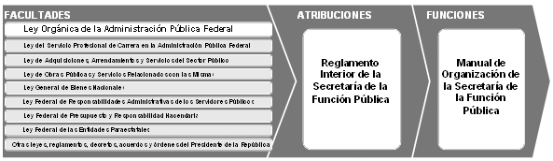 FACULTADES
Ley Orgánica de la Administración Pública Federal
Ley del Servicio Profesional de Carrera en la Administración Pública Federal
Ley de Adquisiciones, Arrendamientos y Servicios del Sector Público
Ley de Obras Públicas y Servicios Relacionados con las Mismas
Ley General de Bienes Nacionales
Ley Federal de Responsabilidades Administrativas de los Servidores Públicos
Ley Federal de Presupuesto y Responsabilidad Hacendaria
Ley Federal de las Entidades Paraestatales
Otras leyes, reglamentos, decretos, acuerdos y órdenes del Presidente de la República
ATRIBUCIONES
Reglamento
Interior de la
Secretaría de la
Función Pública
FUNCIONES
Manual de
Organización de
la Secretaría de
la Función
Pública